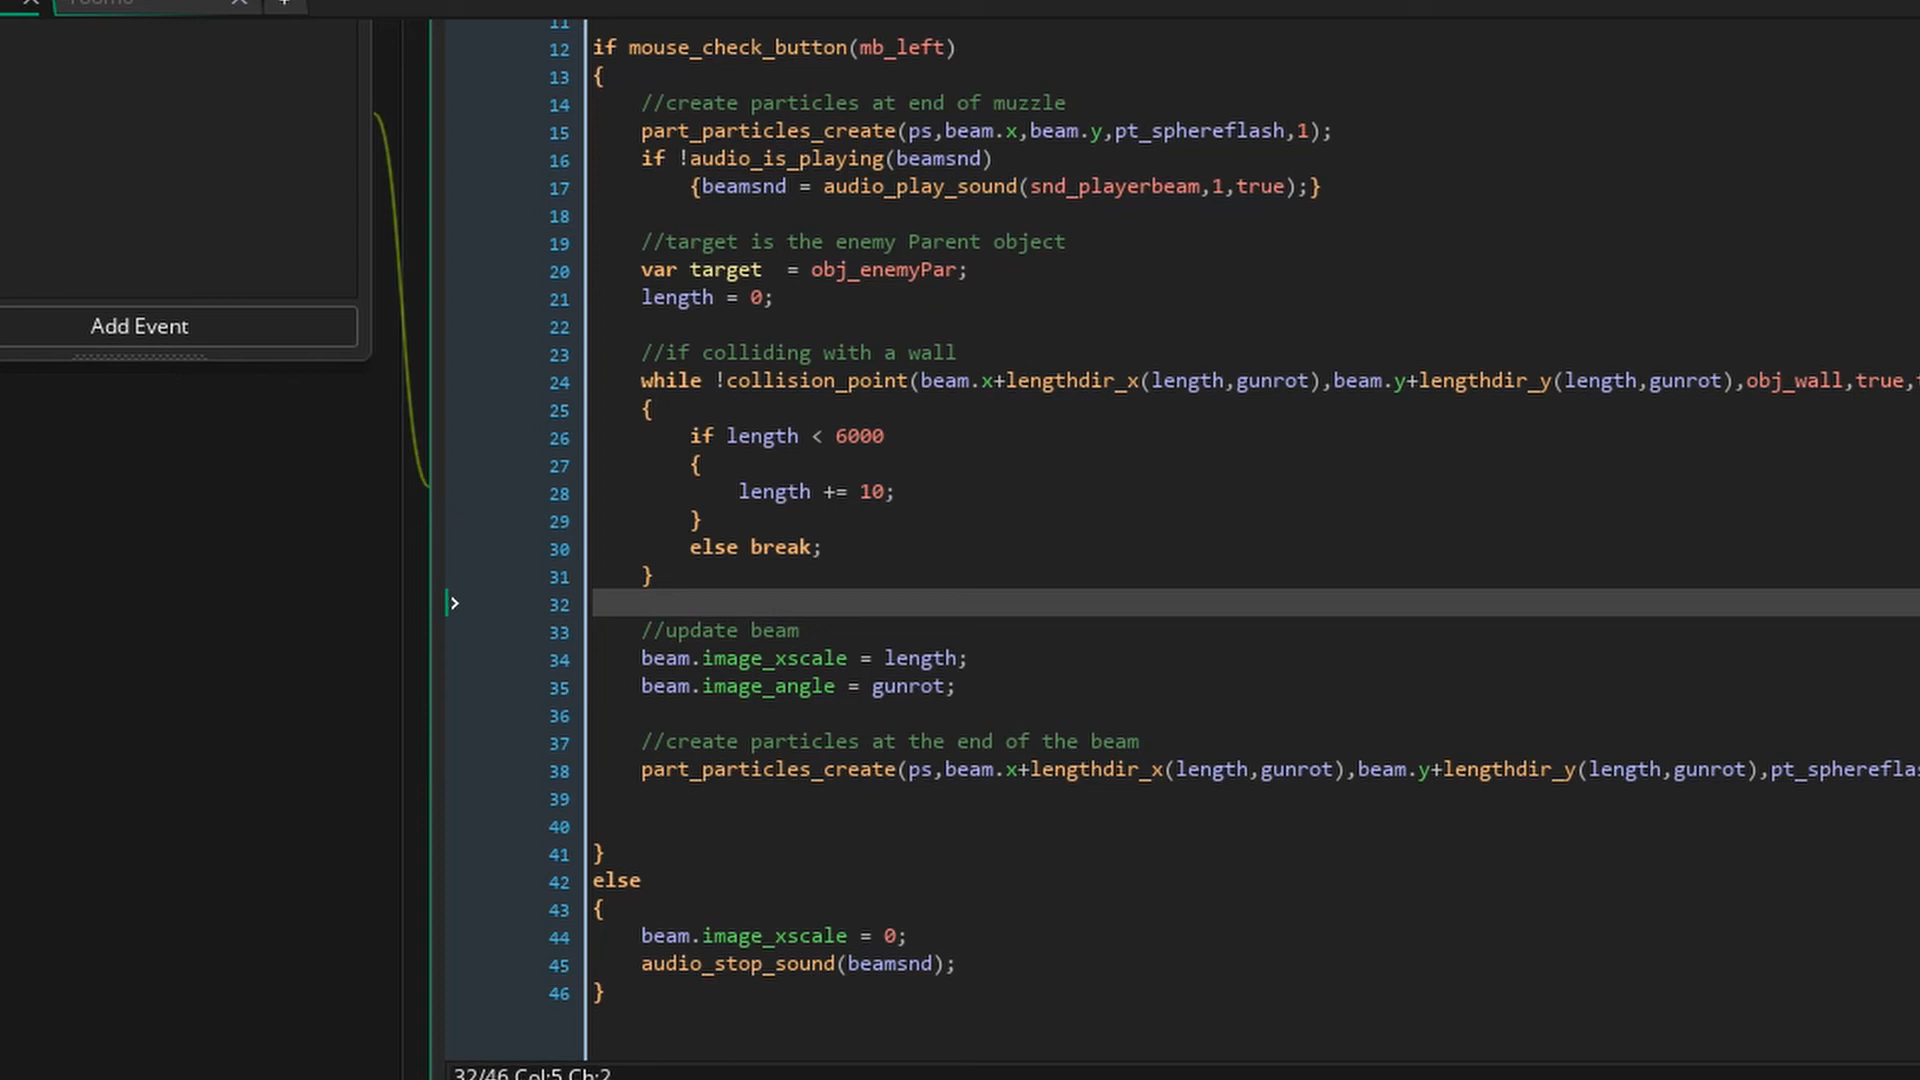 +
11
12 if mouse_check_button(mb_left)
13 {
14 //create particles at end of muzzle
15 part_particles_create(ps,beam.x,beam.y,pt_sphereflash,1);
16 if !audio_is_playing(beamsnd)
17 {beamsnd = audio_play_sound(snd_playerbeam,1,true);}
18
19 //target is the enemy Parent object
20 var target  = obj_enemyPar;
21 length = 0;
Add Event
22
23 //if colliding with a wall
24 while !collision_point(beam.x+lengthdir_x(length,gunrot),beam.y+lengthdir_y(length,gunrot),obj_wall,true,
25 {
26 if length < 6000
27 {
28 length += 10;
29 }
30 else break;
31 }
32
33 //update beam
34 beam.image_xscale = length;
35 beam.image_angle = gunrot;
36
37 //create particles at the end of the beam
38 part_particles_create(ps,beam.x+lengthdir_x(length,gunrot),beam.y+lengthdir_y(length,gunrot),pt_spherefla
39
40
41 }
42 else
43 {
44 beam.image_xscale = 0;
45 audio_stop_sound(beamsnd);
46 }
32/46 Col:5 Ch:2